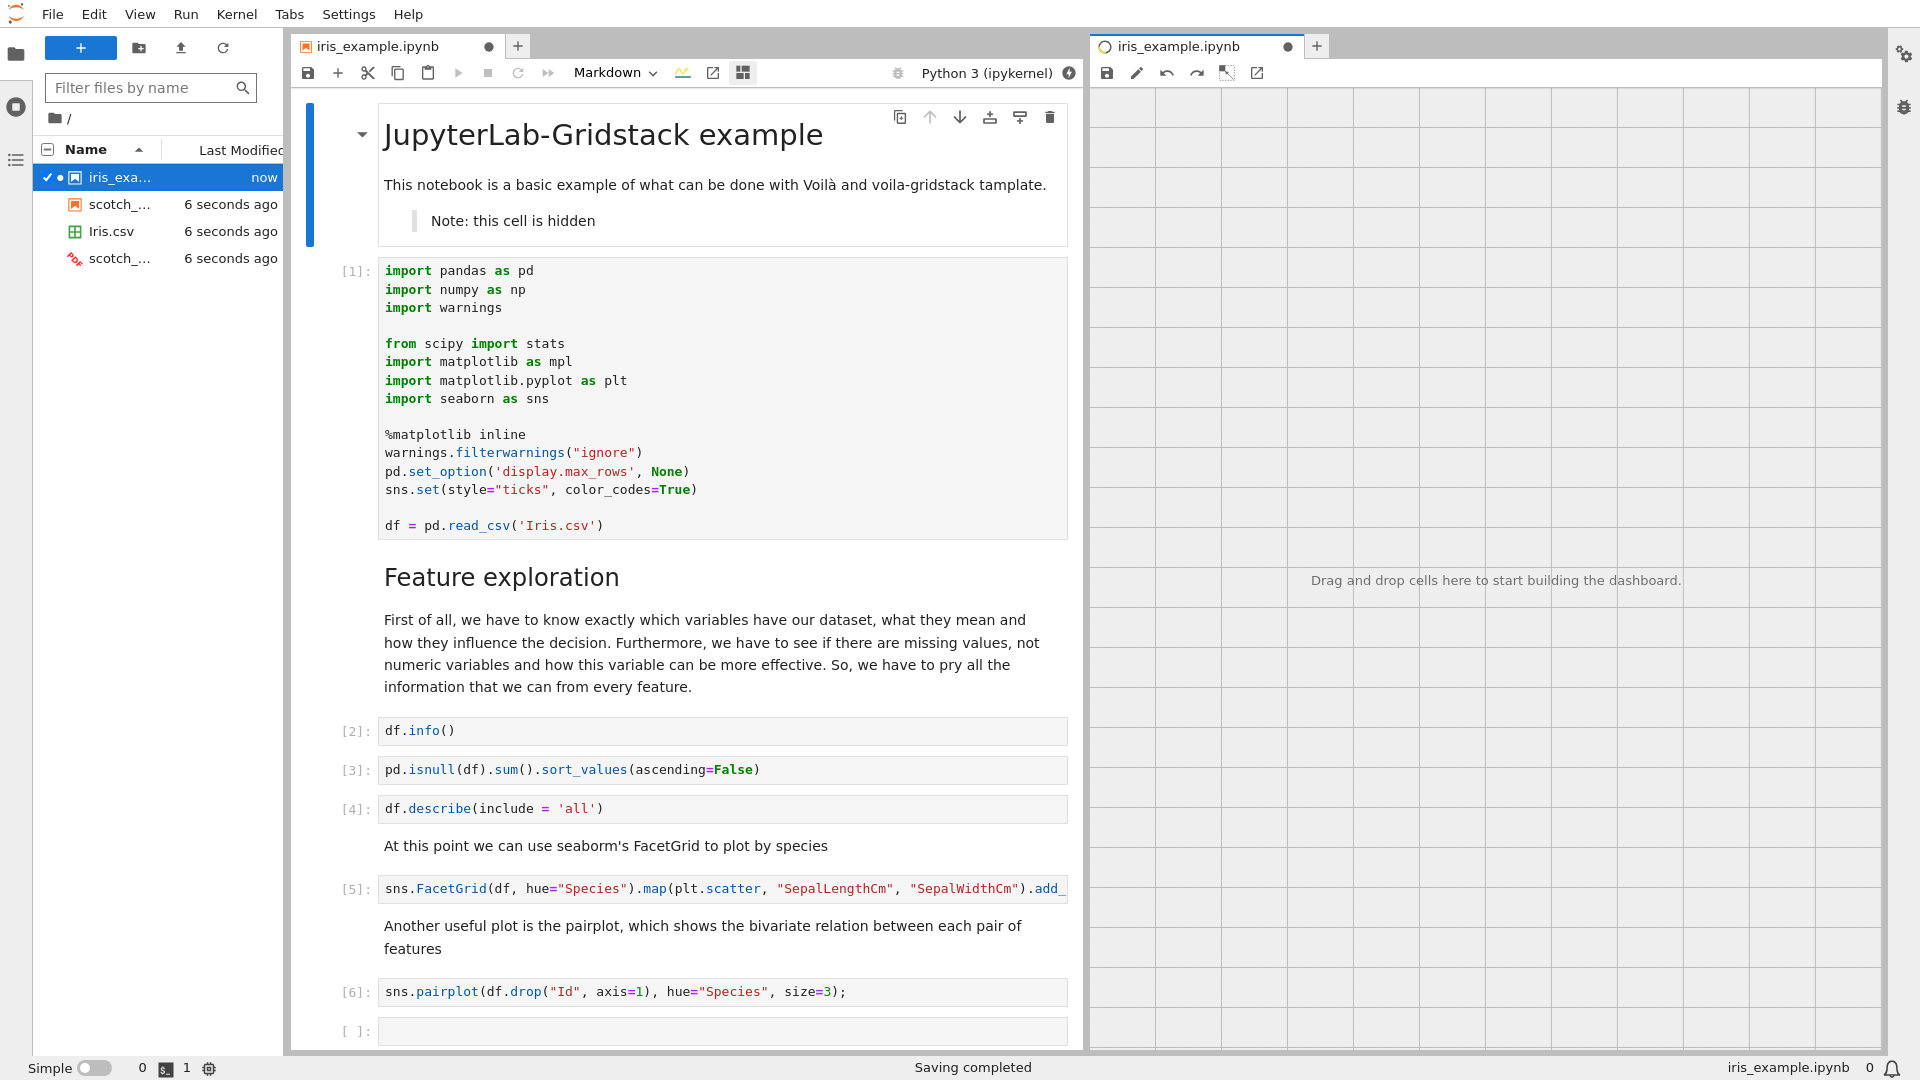 File Edit View Run Kernel Tabs Settings Help
Filter files by name
/
Name Last Modified
iris_exa... now
scotch_... 6 seconds ago
Iris.csv 6 seconds ago
scotch_... 6 seconds ago
iris_example.ipynb
Markdown
Python 3 (ipykernel)
JupyterLab-Gridstack example
This notebook is a basic example of what can be done with Voilà and voila-gridstack tamplate.
Note: this cell is hidden
[1]:
import pandas as pd
import numpy as np
import warnings
from scipy import stats
import matplotlib as mpl
import matplotlib.pyplot as plt
import seaborn as sns
%matplotlib inline
warnings.filterwarnings("ignore")
pd.set_option('display.max_rows', None)
sns.set(style="ticks", color_codes=True)
df = pd.read_csv('Iris.csv')
Feature exploration
First of all, we have to know exactly which variables have our dataset, what they mean and
how they influence the decision. Furthermore, we have to see if there are missing values, not
numeric variables and how this variable can be more effective. So, we have to pry all the
information that we can from every feature.
[2]: df.info()
[3]: pd.isnull(df).sum().sort_values(ascending=False)
[4]: df.describe(include = 'all')
At this point we can use seaborm's FacetGrid to plot by species
[5]: sns.FacetGrid(df, hue="Species").map(plt.scatter, "SepalLengthCm", "SepalWidthCm").add_
Another useful plot is the pairplot, which shows the bivariate relation between each pair of
features
[6]: sns.pairplot(df.drop("Id", axis=1), hue="Species", size=3);
[ ]:
iris_example.ipynb
Drag and drop cells here to start building the dashboard.
Simple 0 $_ 1 Saving completed iris_example.ipynb 0